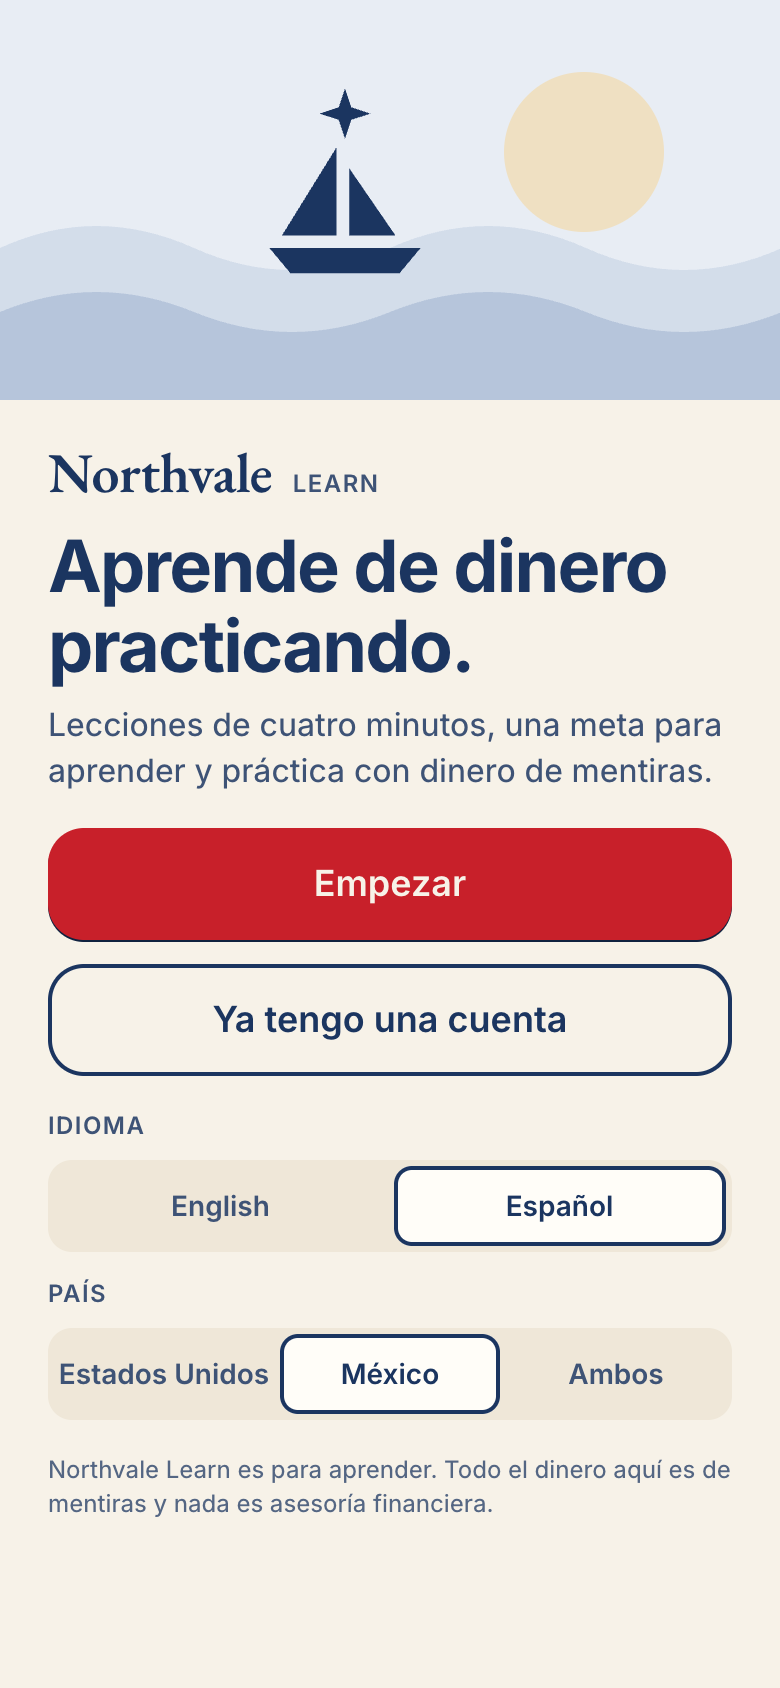 Northvale LEARN
Aprende de dinero
practicando.
Lecciones de cuatro minutos, una meta para
aprender y práctica con dinero de mentiras.
Empezar
Ya tengo una cuenta
IDIOMA
English Español
PAÍS
Estados Unidos México Ambos
Northvale Learn es para aprender. Todo el dinero aquí es de
mentiras y nada es asesoría financiera.